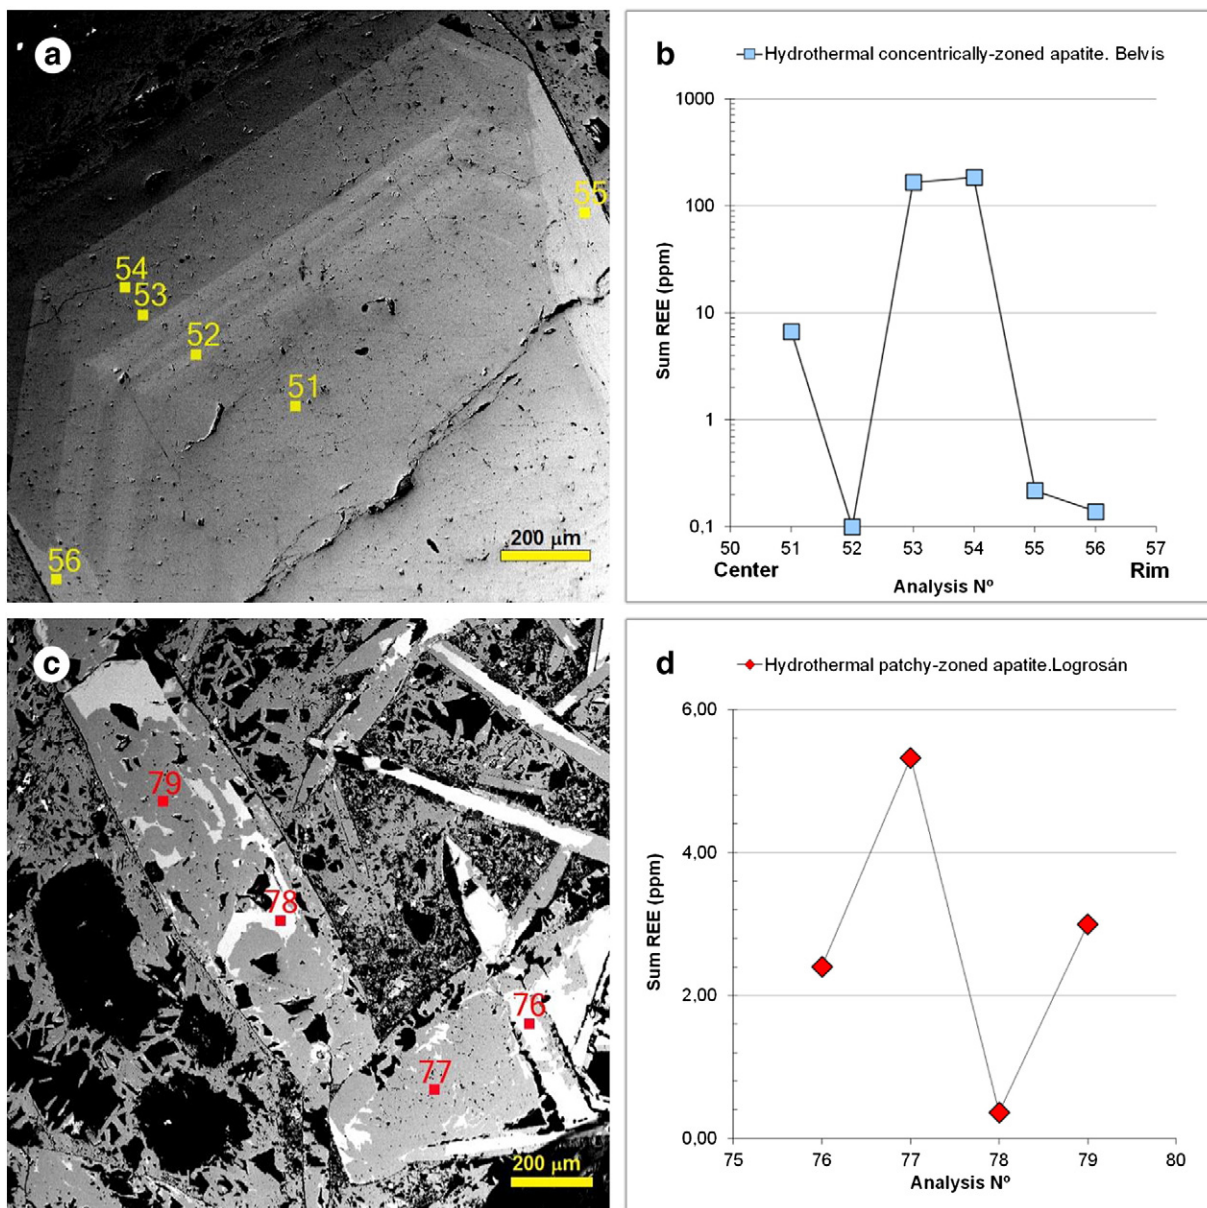 a
54
53
52
51
55
56
200 μm
b
Hydrothermal concentrically-zoned apatite. Belvis
1000
100
10
1
0,1
Sum REE (ppm)
50 51 52 53 54 55 56 57
Center Rim
Analysis Nº
c
79
78
76
77
200 μm
d
Hydrothermal patchy-zoned apatite.Logrosán
6,00
4,00
2,00
0,00
Sum REE (ppm)
75 76 77 78 79 80
Analysis Nº